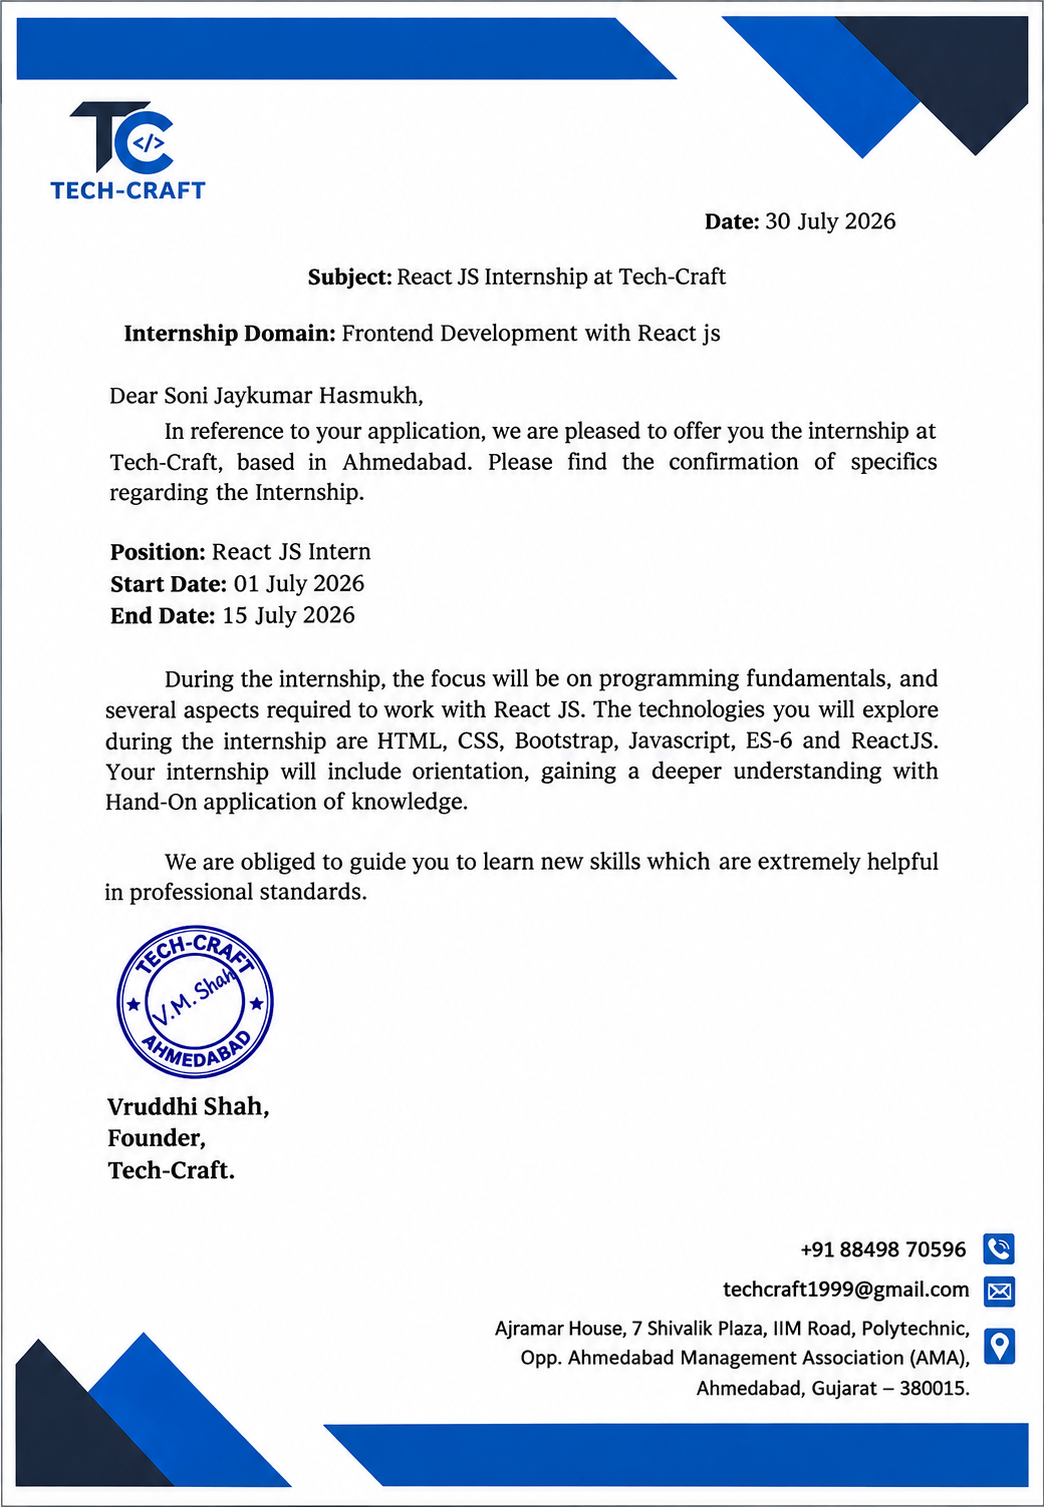 TC
</>
TECH-CRAFT
Date: 30 July 2026
Subject: React JS Internship at Tech-Craft
Internship Domain: Frontend Development with React js
Dear Soni Jaykumar Hasmukh,
In reference to your application, we are pleased to offer you the internship at
Tech-Craft, based in Ahmedabad. Please find the confirmation of specifics
regarding the Internship.
Position: React JS Intern
Start Date: 01 July 2026
End Date: 15 July 2026
During the internship, the focus will be on programming fundamentals, and
several aspects required to work with React JS. The technologies you will explore
during the internship are HTML, CSS, Bootstrap, Javascript, ES-6 and ReactJS.
Your internship will include orientation, gaining a deeper understanding with
Hand-On application of knowledge.
We are obliged to guide you to learn new skills which are extremely helpful
in professional standards.
TECH-CRAFT
V.M. Shah
AHMEDABAD
Vruddhi Shah,
Founder,
Tech-Craft.
+91 88498 70596
techcraft1999@gmail.com
Ajramar House, 7 Shivalik Plaza, IIM Road, Polytechnic,
Opp. Ahmedabad Management Association (AMA),
Ahmedabad, Gujarat – 380015.